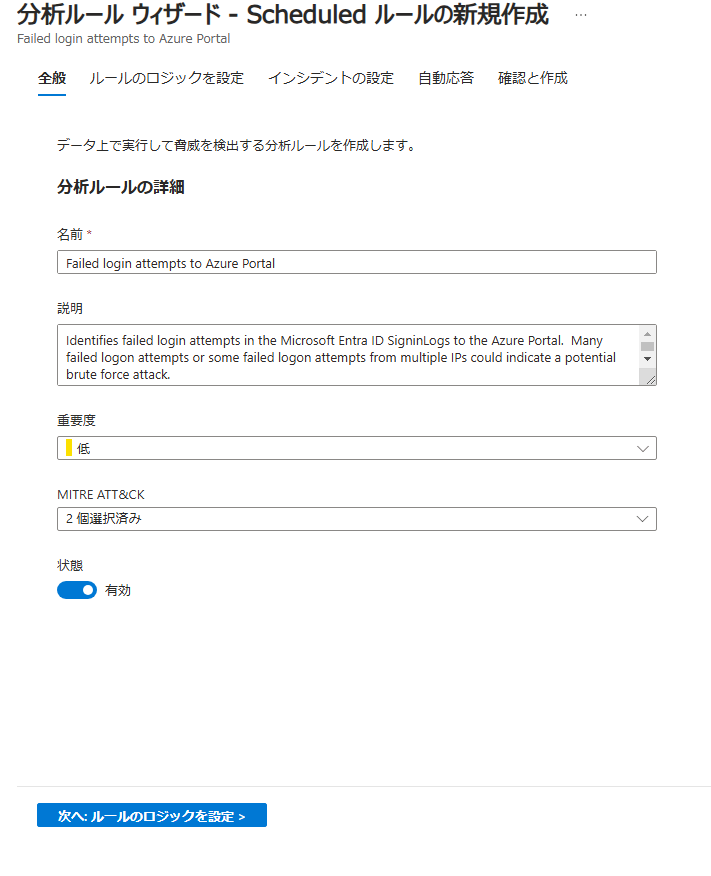 分析ルール ウィザード - Scheduled ルールの新規作成 ...
Failed login attempts to Azure Portal
全般 ルールのロジックを設定 インシデントの設定 自動応答 確認と作成
データ上で実行して脅威を検出する分析ルールを作成します。
分析ルールの詳細
名前 *
Failed login attempts to Azure Portal
説明
Identifies failed login attempts in the Microsoft Entra ID SigninLogs to the Azure Portal. Many
failed logon attempts or some failed logon attempts from multiple IPs could indicate a potential
brute force attack.
重要度
低
MITRE ATT&CK
2 個選択済み
状態
有効
次へ: ルールのロジックを設定 >